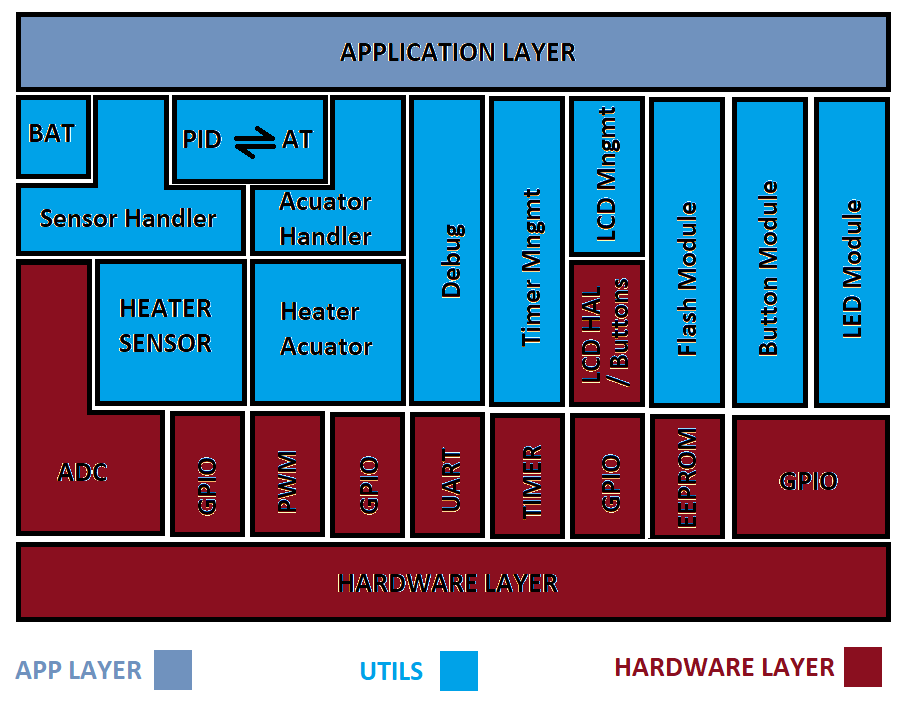 APPLICATION LAYER
BAT
PID ⇌ AT
Sensor Handler
Acuator
Handler
Debug
Timer Mngmt
LCD Mngmt
Flash Module
Button Module
LED Module
HEATER
SENSOR
Heater
Acuator
LCD HAL
/ Buttons
ADC
GPIO
PWM
GPIO
UART
TIMER
GPIO
EEPROM
GPIO
HARDWARE LAYER
APP LAYER
UTILS
HARDWARE LAYER